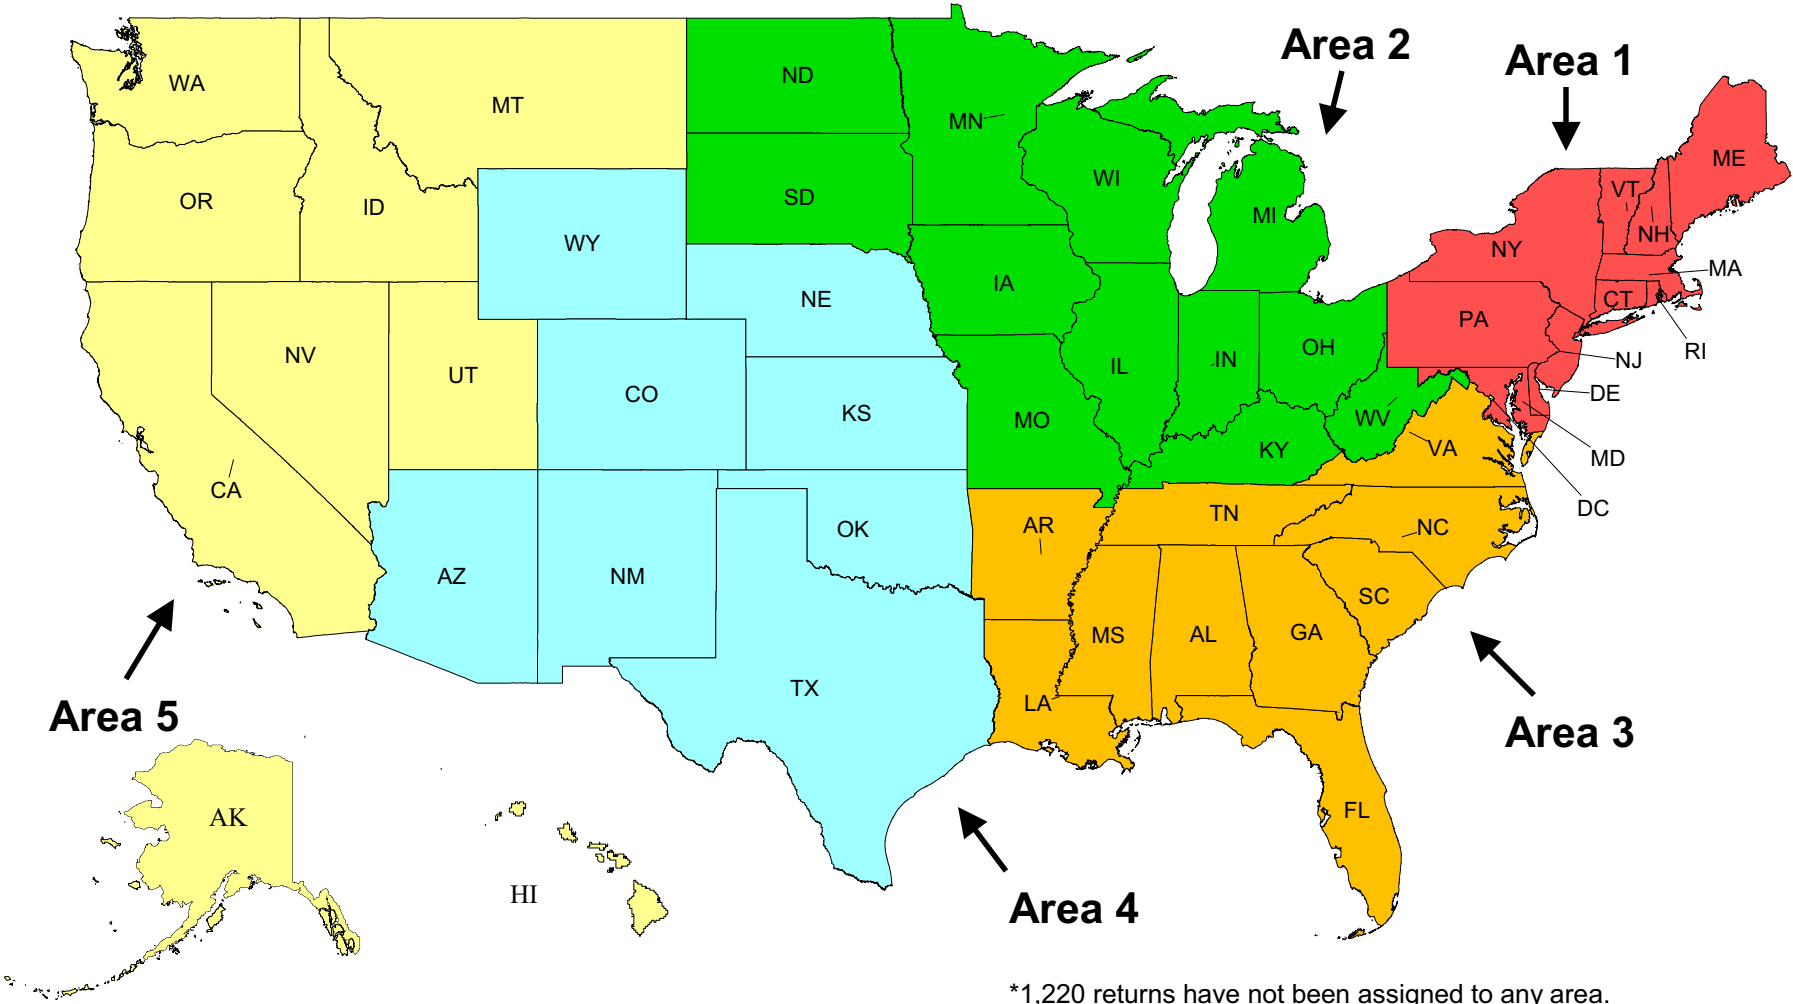 Area 2
Area 1
WA
MT
ND
MN
ME
OR
ID
SD
WI
MI
VT
NH
WY
NY
MA
NE
IA
CT
PA
RI
NV
UT
CO
KS
IL
IN
OH
NJ
DE
MO
WV
KY
VA
MD
CA
DC
OK
AR
TN
NC
AZ
NM
SC
MS
AL
GA
TX
LA
Area 5
Area 3
AK
FL
HI
Area 4
*1,220 returns have not been assigned to any area.